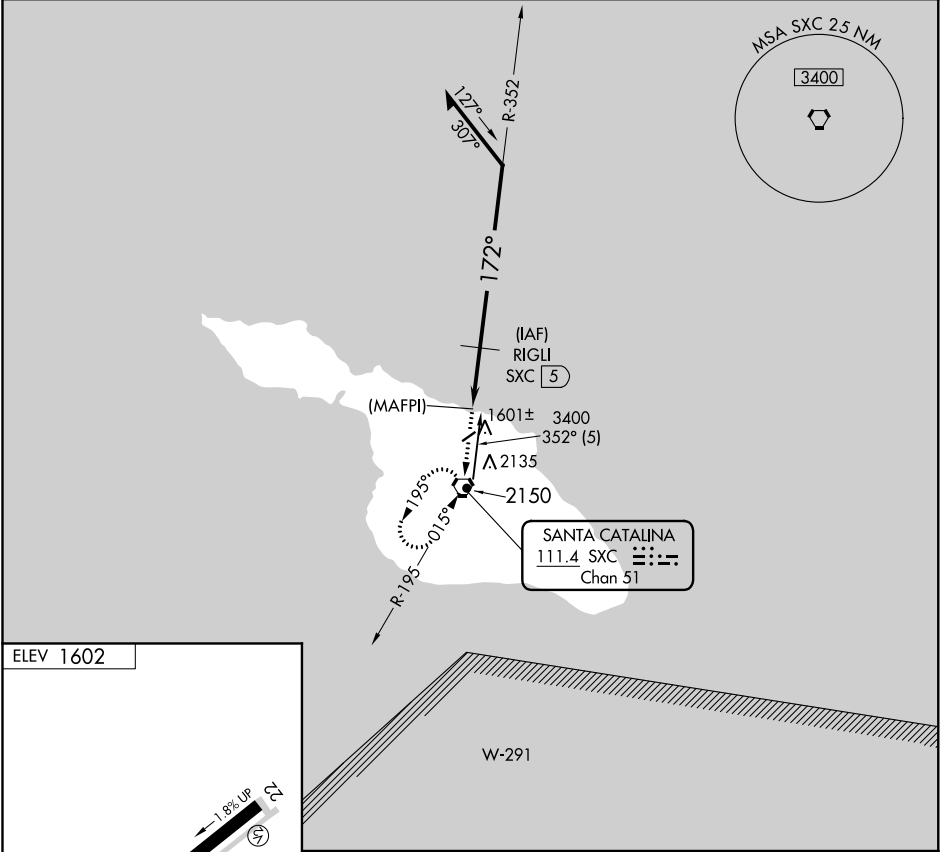 MSA SXC 25 NM
3400
R-352
127°
307°
172°
(IAF)
RIGLI
SXC 5
(MAFPI)
1601± 3400
352° (5)
2135
2150
195°
015°
R-195
SANTA CATALINA
111.4 SXC
Chan 51
ELEV 1602
W-291
1.8% UP
22
V5